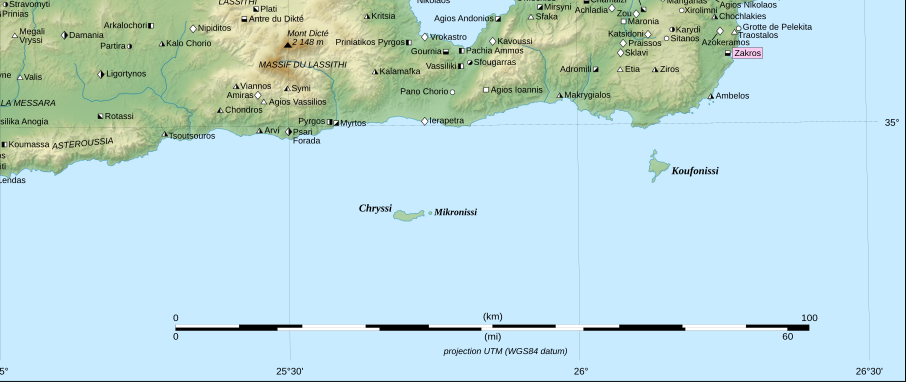 Stravomyti
Prinias
LASSITHI
Nikolaos
Kritsia
Agios Andonios
Mirsyni
Sfaka
Achladia
Zou
Maronia
Xirolimni
Agios Nikolaos
Chochlakies
Plati
Antre du Dikté
Arkalochori
Nipiditos
Megali
Vryssi
Damania
Partira
Kalo Chorio
Mont Dicté
2 148 m
Priniatikos Pyrgos
Vrokastro
Gournia
Kavoussi
Pachia Ammos
Katsidoni
Praissos
Sklavi
Karydi
Sitanos
Grotte de Pelekita
Traostalos
Azokeramos
Zakros
Valis
Ligortynos
MASSIF DU LASSITHI
Kalamafka
Vassiliki
Sfougarras
Adromili
Etia
Ziros
LA MESSARA
Viannos
Symi
Amiras
Agios Vassilios
Chondros
Pano Chorio
Agios Ioannis
Makrygialos
Ambelos
silika Anogia
Rotassi
Pyrgos
Myrtos
Ierapetra
35°
Tsoutsouros
Arvi
Psari
Forada
Koumassa
ASTEROUSSIA
Lendas
Koufonissi
Chryssi
Mikronissi
0
(km)
100
0
(mi)
60
projection UTM (WGS84 datum)
5°
25°30'
26°
26°30'